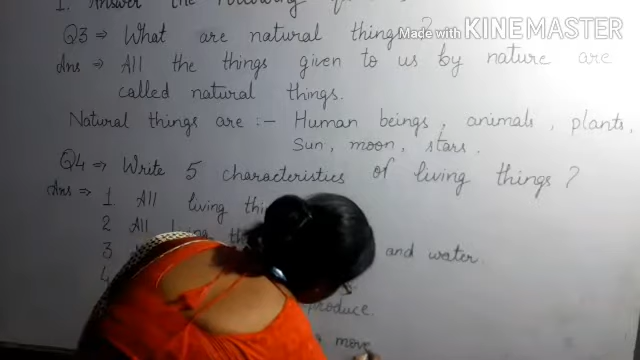 1. Answer the following
Made with KINEMASTER
Q3 ⇒ What are natural things?
Ans ⇒ All the things given to us by nature are
called natural things.
Natural things are :- Human beings, animals, plants,
Sun, moon, stars.
Q4 ⇒ Write 5 characteristics of living things?
Ans ⇒ 1. All living
2 All living
3 and water.
4
reproduce.
move